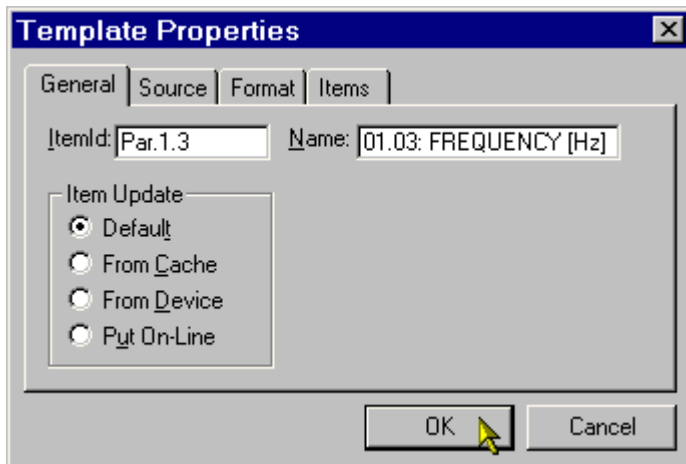 Template Properties
General Source Format Items
ItemId: Par.1.3 Name: 01.03: FREQUENCY [Hz]
Item Update
Default
From Cache
From Device
Put On-Line
OK Cancel